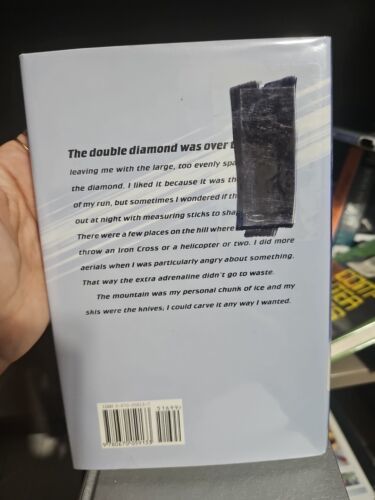 The double diamond was over
leaving me with the large, too evenly
the diamond. I liked it because it was
of my run, but sometimes I wondered if
out at night with measuring sticks to
There were a few places on the hill where
throw an Iron Cross or a helicopter or two. I did more
aerials when I was particularly angry about something.
That way the extra adrenaline didn't go to waste.
The mountain was my personal chunk of ice and my
skis were the knives, I could carve it any way I wanted.
51699